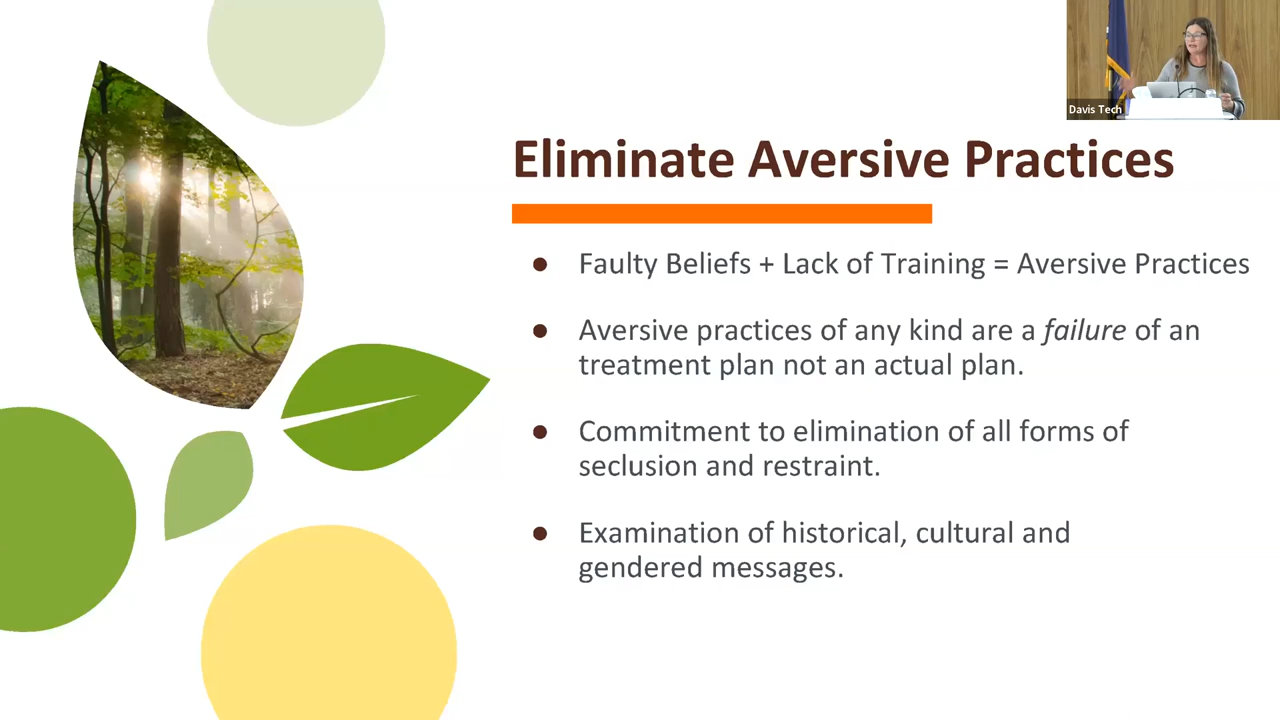 Davis Tech
Eliminate Aversive Practices
● Faulty Beliefs + Lack of Training = Aversive Practices
● Aversive practices of any kind are a failure of an
treatment plan not an actual plan.
● Commitment to elimination of all forms of
seclusion and restraint.
● Examination of historical, cultural and
gendered messages.